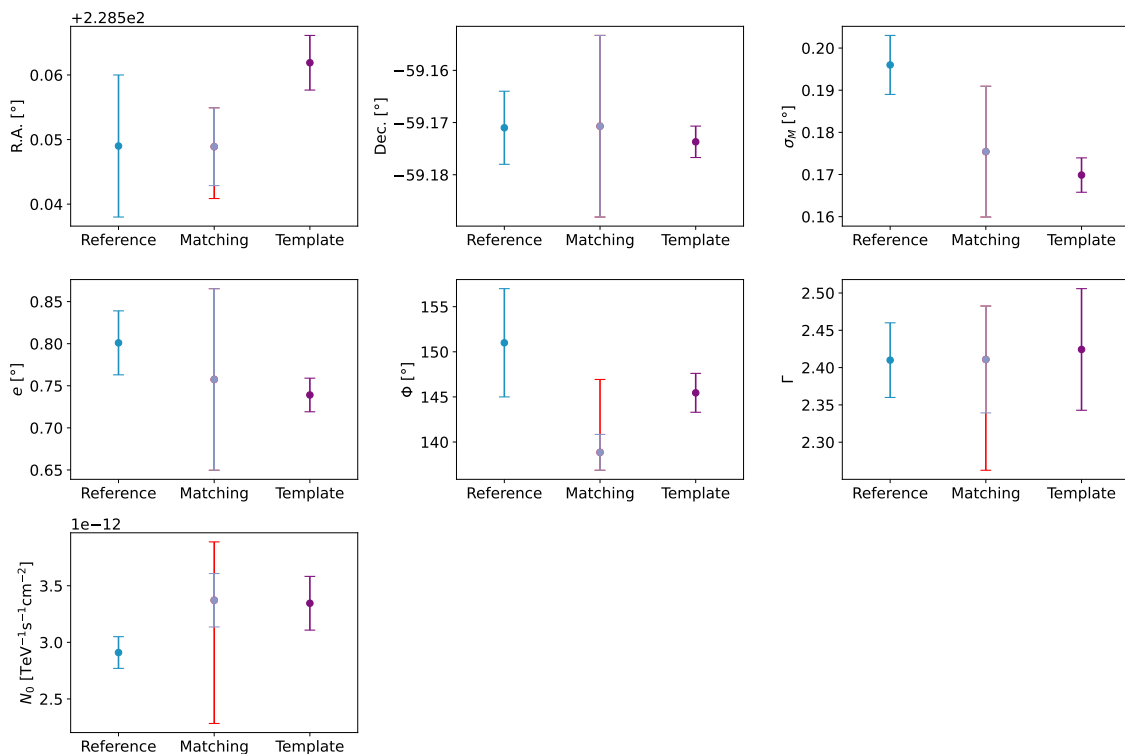 +2.285e2
R.A. [°]
0.06
0.05
0.04
Reference Matching Template
Dec. [°]
−59.16
−59.17
−59.18
Reference Matching Template
σ_M [°]
0.20
0.19
0.18
0.17
0.16
Reference Matching Template
e [°]
0.85
0.80
0.75
0.70
0.65
Reference Matching Template
Φ [°]
155
150
145
140
Reference Matching Template
Γ
2.50
2.45
2.40
2.35
2.30
Reference Matching Template
1e−12
N₀ [TeV⁻¹s⁻¹cm⁻²]
3.5
3.0
2.5
Reference Matching Template